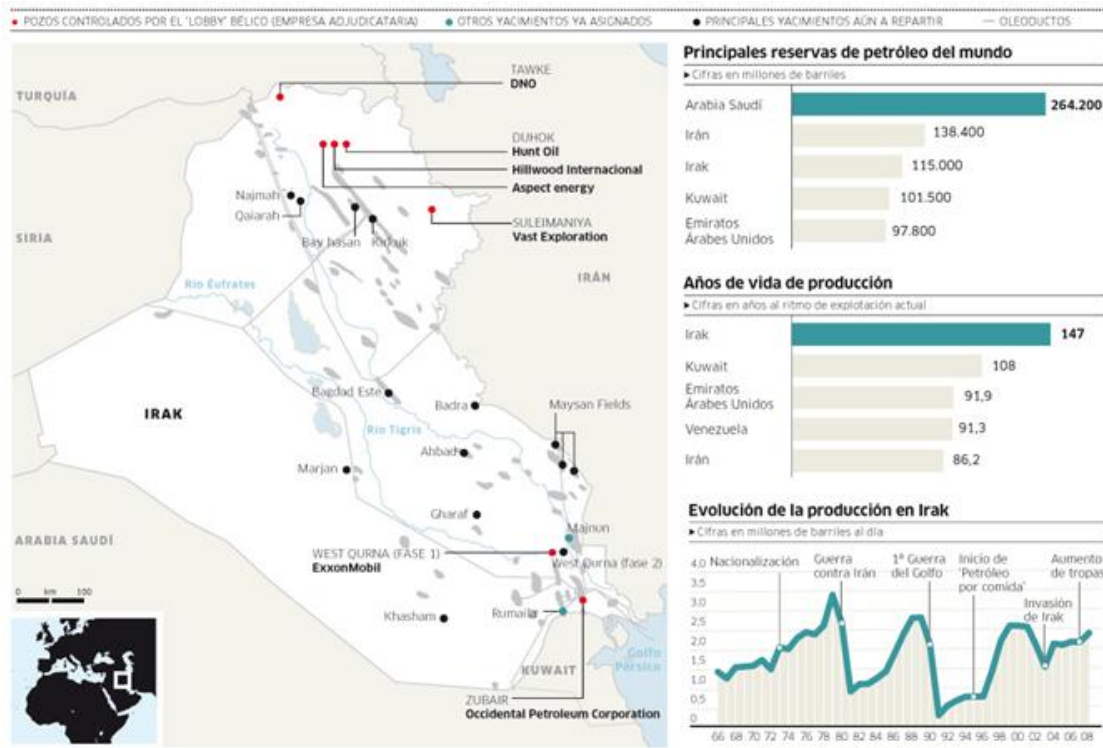 POZOS CONTROLADOS POR EL 'LOBBY' BÉLICO (EMPRESA ADJUDICATARIA)
OTROS YACIMIENTOS YA ASIGNADOS
PRINCIPALES YACIMIENTOS AÚN A REPARTIR
OLEODUCTOS
TURQUÍA
TAWKE
DNO
DUHOK
Hunt Oil
Hillwood Internacional
Aspect energy
Najmah
Qaiarah
SULEIMANIYA
Vast Exploration
SIRIA
Bay hasan
Kirkuk
IRÁN
Río Éufrates
Bagdad Este
Badra
Maysan Fields
IRAK
Río Tigris
Ahbad
Marjan
Gharaf
Majnun
ARABIA SAUDÍ
WEST QURNA (FASE 1)
ExxonMobil
West Qurna (fase 2)
0 km 100
Khasham
Rumaila
KUWAIT
Golfo
Pérsico
ZUBAIR
Occidental Petroleum Corporation
Principales reservas de petróleo del mundo
Cifras en millones de barriles
Arabia Saudí 264.200
Irán 138.400
Irak 115.000
Kuwait 101.500
Emiratos
Árabes Unidos 97.800
Años de vida de producción
Cifras en años al ritmo de explotación actual
Irak 147
Kuwait 108
Emiratos
Árabes Unidos 91,9
Venezuela 91,3
Irán 86,2
Evolución de la producción en Irak
Cifras en millones de barriles al día
4,0
3,5
3,0
2,5
2,0
1,5
1,0
0,5
0
Nacionalización
Guerra
contra Irán
1ª Guerra
del Golfo
Inicio de
'Petróleo
por comida'
Invasión
de Irak
Aumento
de tropas
66 68 70 72 74 76 78 80 82 84 86 88 90 92 94 96 98 00 02 04 06 08